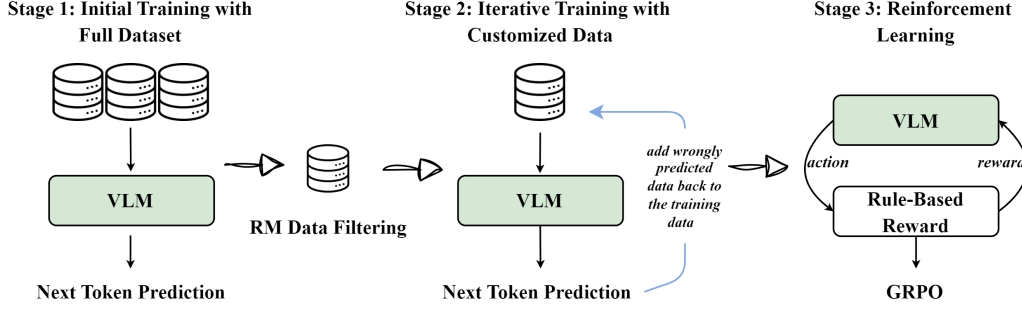 Stage 1: Initial Training with
Full Dataset
VLM
Next Token Prediction
RM Data Filtering
Stage 2: Iterative Training with
Customized Data
VLM
Next Token Prediction
add wrongly
predicted
data back to
the training
data
Stage 3: Reinforcement
Learning
VLM
action
reward
Rule-Based
Reward
GRPO